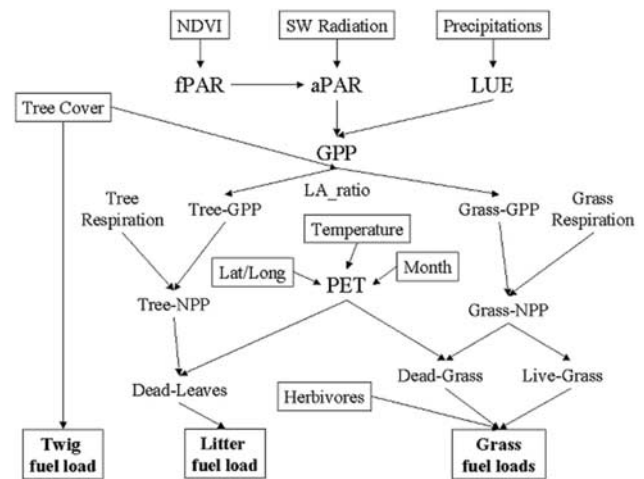 NDVI
SW Radiation
Precipitations
fPAR
aPAR
LUE
Tree Cover
GPP
LA_ratio
Tree
Respiration
Tree-GPP
Grass-GPP
Grass
Respiration
Temperature
Lat/Long
Month
PET
Tree-NPP
Grass-NPP
Dead-Leaves
Dead-Grass
Live-Grass
Herbivores
Twig
fuel load
Litter
fuel load
Grass
fuel loads